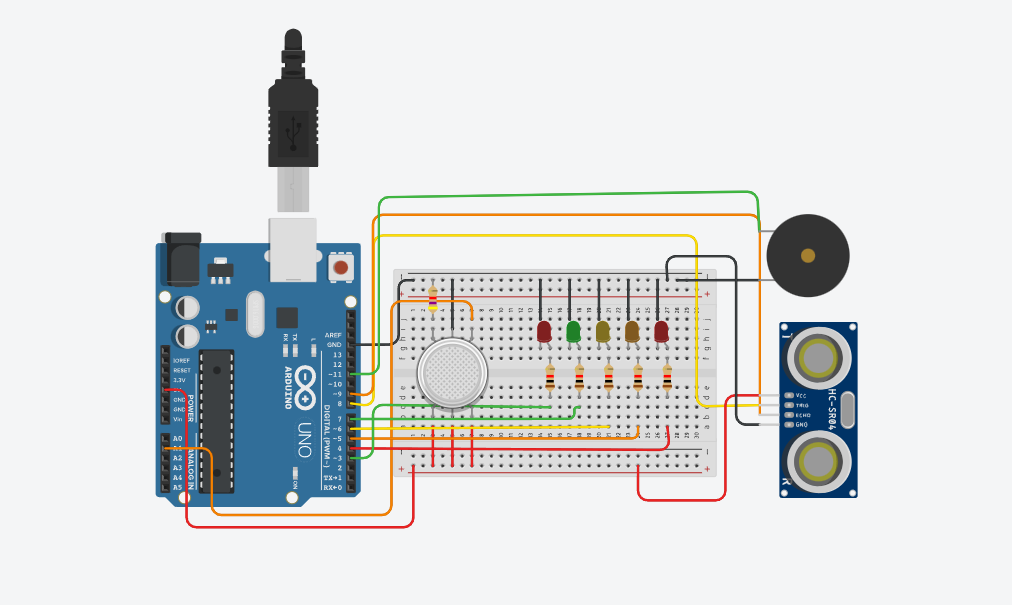 AREF
GND
13
12
~11
~10
~9
8
7
~6
~5
4
~3
2
TX→1
RX←0
DIGITAL (PWM~)
IOREF
RESET
3.3V
GND
GND
Vin
POWER
A0
A1
A2
A3
A4
A5
ANALOG IN
RX
TX
L
ARDUINO
UNO
ON
HC-SR04
T
R
Vcc
TRIG
ECHO
GND